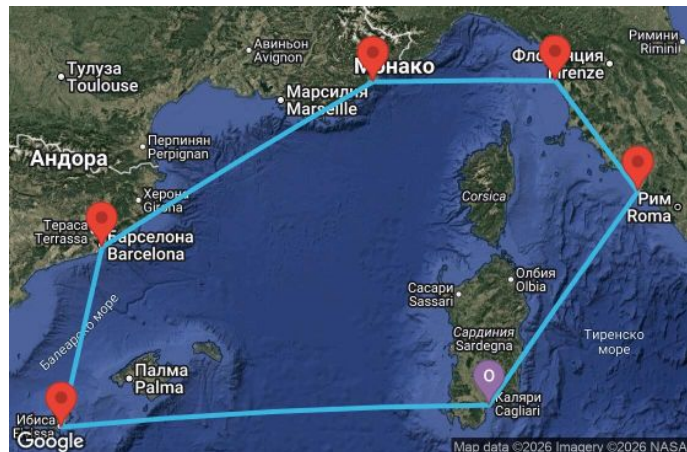 Римини
Rimini
Авиньон
Avignon
Монако
Флоренция
Firenze
Тулуза
Toulouse
Марсилия
Marseille
Перпинян
Perpignan
Андора
Херона
Girona
Corsica
Рим
Roma
Тераса
Terrassa
Барселона
Barcelona
Олбия
Olbia
Сасари
Sassari
Балеарско море
Сардиния
Sardegna
Тиренско
море
Палма
Palma
O
Каляри
Cagliari
Ибиса
Google
Map data ©2026 Imagery ©2026 NASA